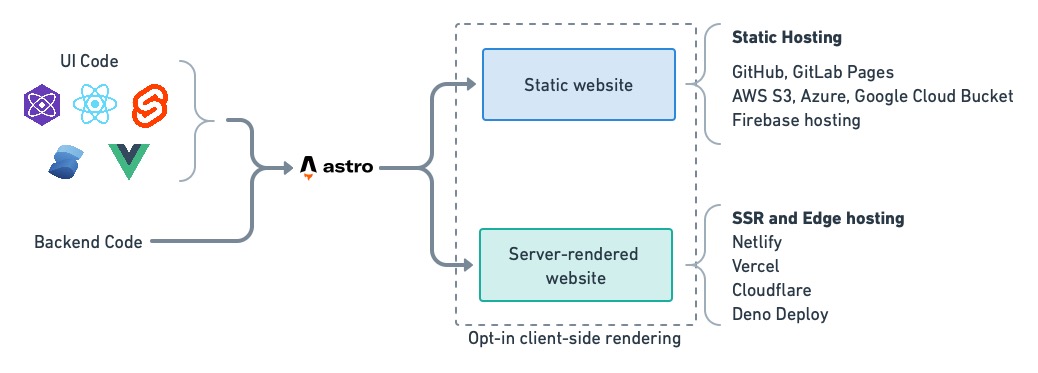 UI Code
Backend Code
astro
Static website
Server-rendered
website
Opt-in client-side rendering
Static Hosting
GitHub, GitLab Pages
AWS S3, Azure, Google Cloud Bucket
Firebase hosting
SSR and Edge hosting
Netlify
Vercel
Cloudflare
Deno Deploy